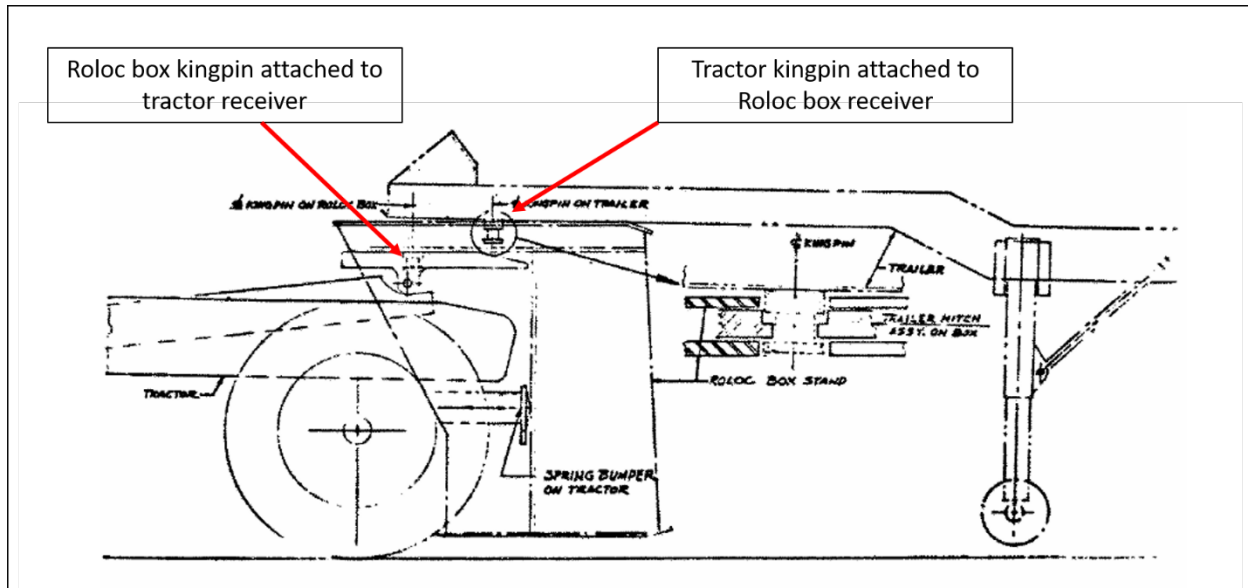 Roloc box kingpin attached to
tractor receiver
Tractor kingpin attached to
Roloc box receiver
℄ KINGPIN ON ROLOC BOX
℄ KINGPIN ON TRAILER
℄ KINGPIN
TRAILER
TRAILER HITCH
ASSY. ON BOX
ROLOC BOX STAND
TRACTOR
SPRING BUMPER
ON TRACTOR